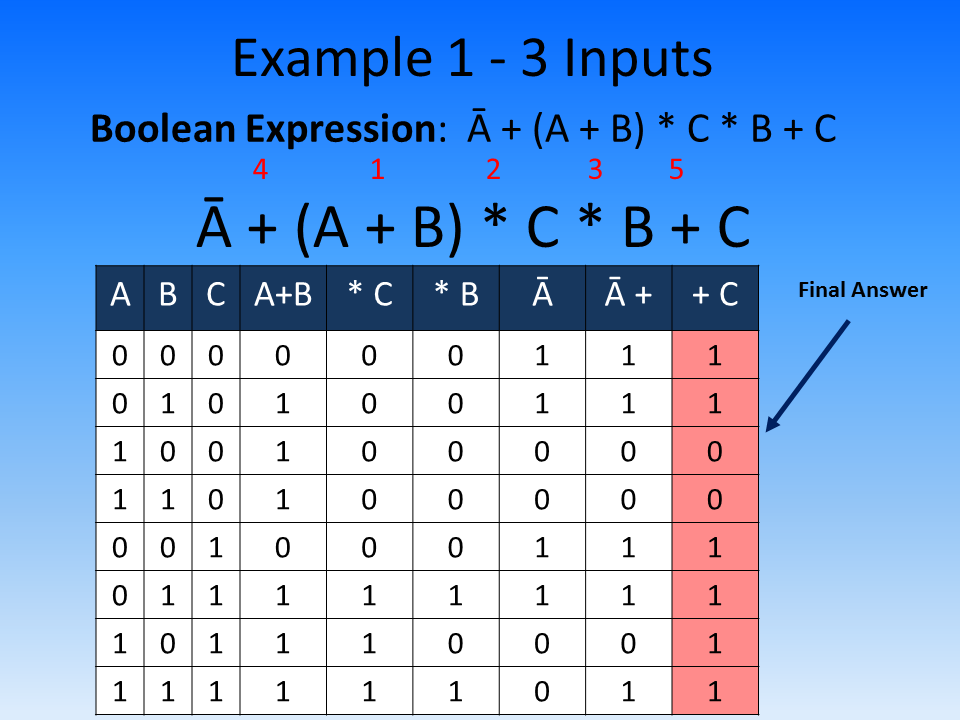 Example 1 - 3 Inputs
Boolean Expression: Ā + (A + B) * C * B + C
4 1 2 3 5
Ā + (A + B) * C * B + C
A B C A+B * C * B Ā Ā + + C
Final Answer
0 0 0 0 0 0 1 1 1
0 1 0 1 0 0 1 1 1
1 0 0 1 0 0 0 0 0
1 1 0 1 0 0 0 0 0
0 0 1 0 0 0 1 1 1
0 1 1 1 1 1 1 1 1
1 0 1 1 1 0 0 0 1
1 1 1 1 1 1 0 1 1